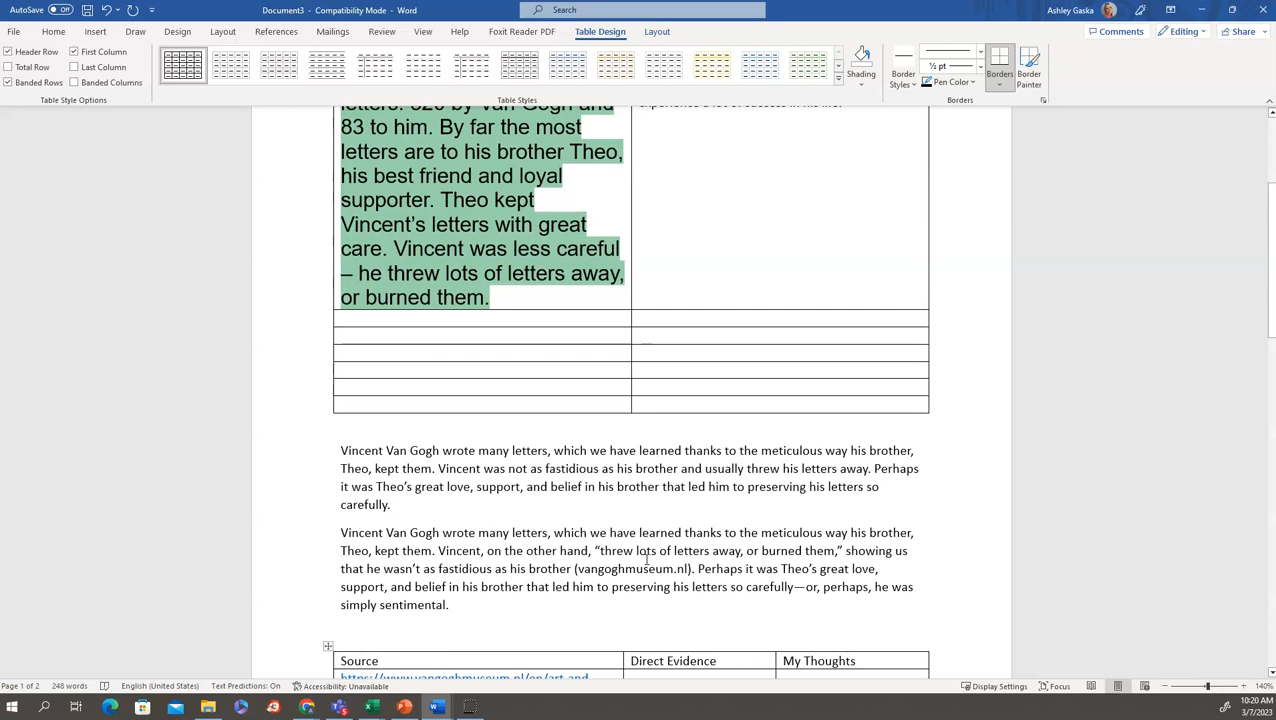 AutoSave Off Document3 - Compatibility Mode - Word Search Ashley Gaska
File Home Insert Draw Design Layout References Mailings Review View Help Foxit Reader PDF Table Design Layout Comments Editing Share
Header Row First Column
Total Row Last Column
Banded Rows Banded Columns
Shading Border Styles ½ pt Pen Color Borders Border Painter
Table Style Options Table Styles Borders
83 to him. By far the most
letters are to his brother Theo,
his best friend and loyal
supporter. Theo kept
Vincent's letters with great
care. Vincent was less careful
– he threw lots of letters away,
or burned them.
Vincent Van Gogh wrote many letters, which we have learned thanks to the meticulous way his brother,
Theo, kept them. Vincent was not as fastidious as his brother and usually threw his letters away. Perhaps
it was Theo's great love, support, and belief in his brother that led him to preserving his letters so
carefully.
Vincent Van Gogh wrote many letters, which we have learned thanks to the meticulous way his brother,
Theo, kept them. Vincent, on the other hand, “threw lots of letters away, or burned them,” showing us
that he wasn't as fastidious as his brother (vangoghmuseum.nl). Perhaps it was Theo's great love,
support, and belief in his brother that led him to preserving his letters so carefully—or, perhaps, he was
simply sentimental.
Source Direct Evidence My Thoughts
https://www.vangoghmuseum.nl/en/art-and-
Page 1 of 2 248 words English (United States) Text Predictions: On Accessibility: Unavailable Display Settings Focus 140%
10:20 AM
3/7/2023